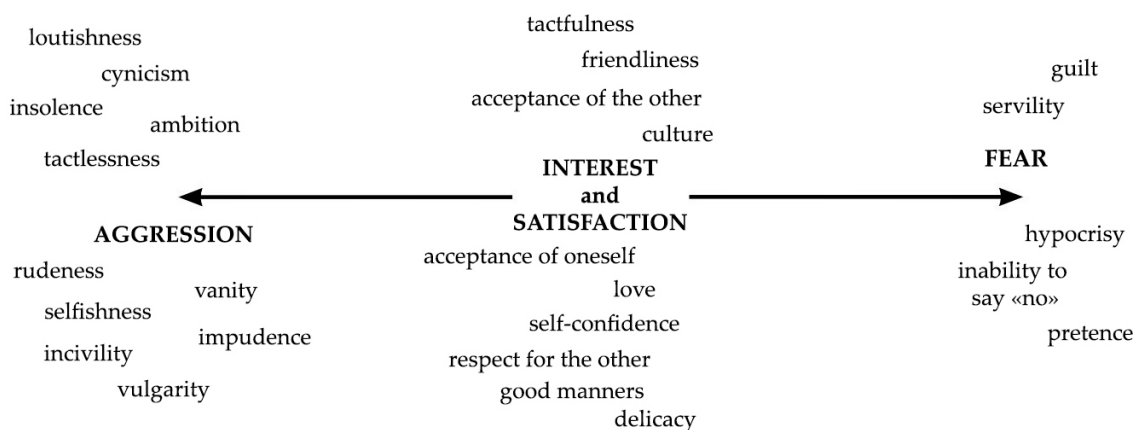 loutishness
cynicism
insolence
ambition
tactlessness
AGGRESSION
rudeness
vanity
selfishness
impudence
incivility
vulgarity
tactfulness
friendliness
acceptance of the other
culture
INTEREST
and
SATISFACTION
acceptance of oneself
love
self-confidence
respect for the other
good manners
delicacy
guilt
servility
FEAR
hypocrisy
inability to
say «no»
pretence